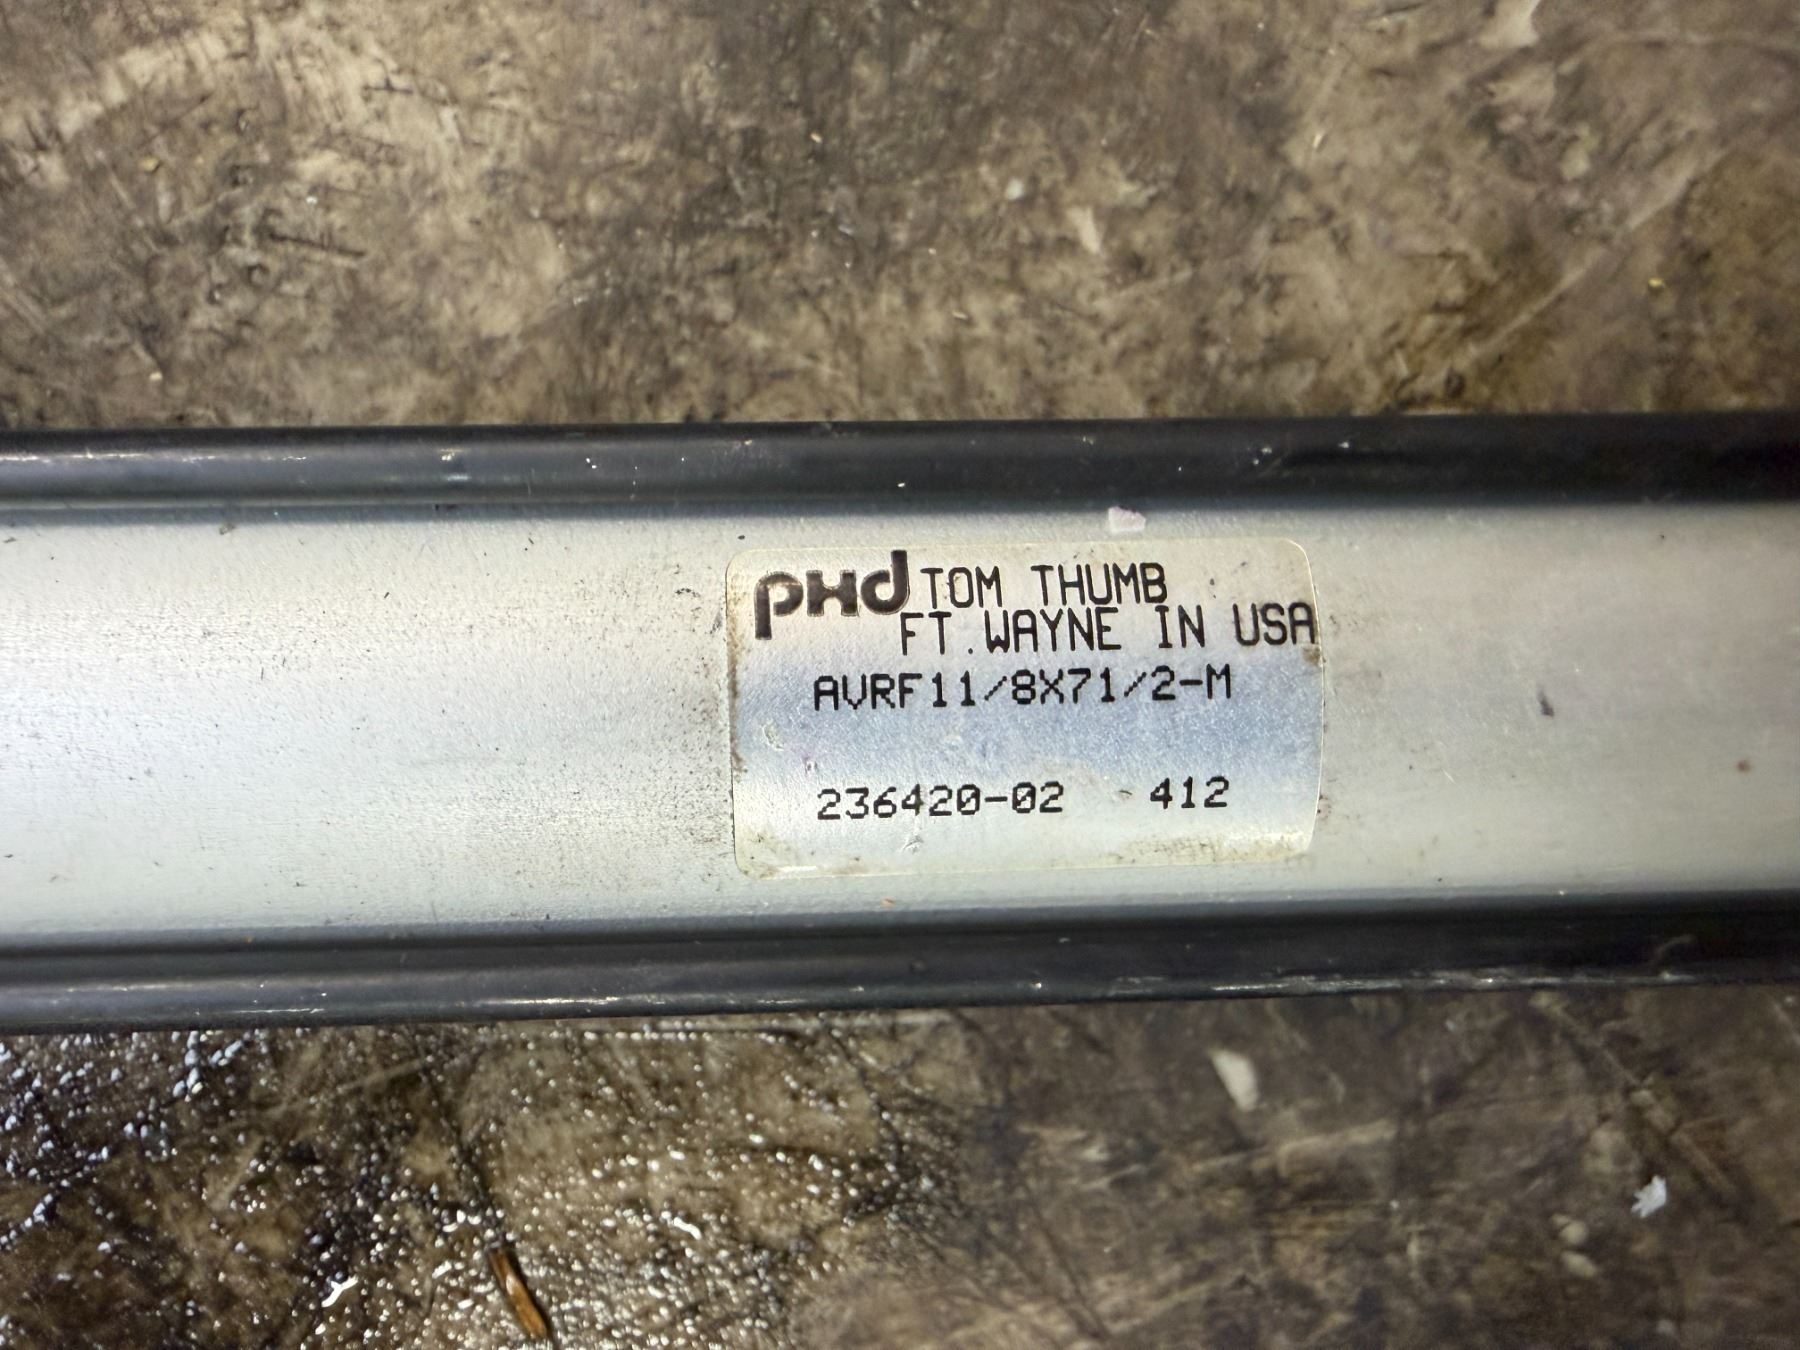 PHD TOM THUMB
FT.WAYNE IN USA
AVRF11/8X71/2-M
236420-02 412